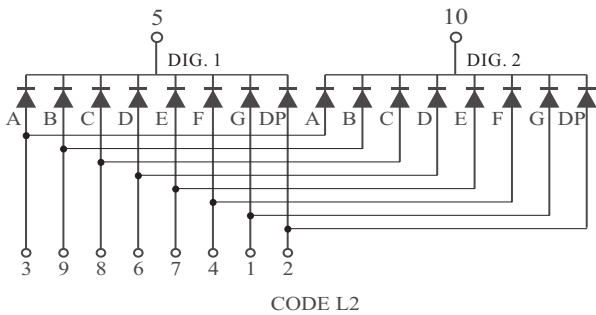 5 10
DIG. 1 DIG. 2
A B C D E F G DP A B C D E F G DP
3 9 8 6 7 4 1 2
CODE L2